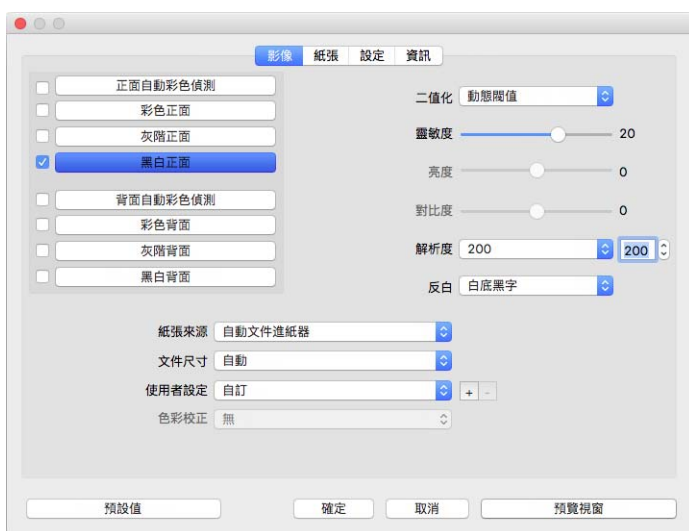 影像 紙張 設定 資訊
正面自動彩色偵測
彩色正面
灰階正面
黑白正面
背面自動彩色偵測
彩色背面
灰階背面
黑白背面
二值化 動態閥值
靈敏度 20
亮度 0
對比度 0
解析度 200 200
反白 白底黑字
紙張來源 自動文件進紙器
文件尺寸 自動
使用者設定 自訂 + -
色彩校正 無
預設值 確定 取消 預覽視窗